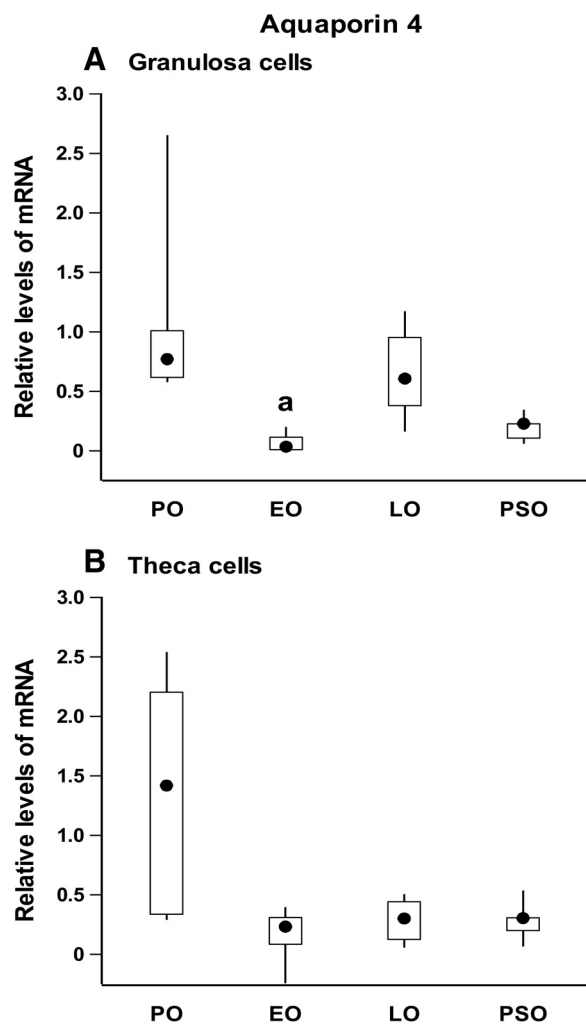 Aquaporin 4
A Granulosa cells
Relative levels of mRNA
3.0
2.5
2.0
1.5
1.0
0.5
0
a
PO EO LO PSO
B Theca cells
Relative levels of mRNA
3.0
2.5
2.0
1.5
1.0
0.5
0
PO EO LO PSO